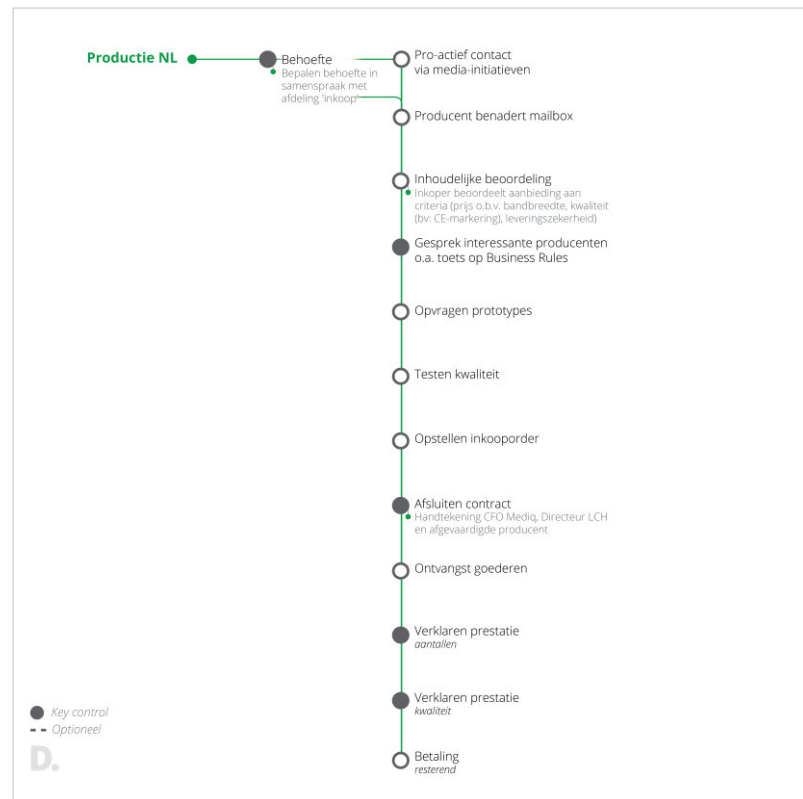 Productie NL
Behoefte
Bepalen behoefte in
samenspraak met
afdeling 'inkoop'
Pro-actief contact
via media-initiatieven
Producent benadert mailbox
Inhoudelijke beoordeling
Inkoper beoordeelt aanbieding aan
criteria (prijs o.b.v. bandbreedte, kwaliteit
(bv: CE-markering), leveringszekerheid)
Gesprek interessante producenten
o.a. toets op Business Rules
Opvragen prototypes
Testen kwaliteit
Opstellen inkooporder
Afsluiten contract
Handtekening CFO Mediq, Directeur LCH
en afgevaardigde producent
Ontvangst goederen
Verklaren prestatie
aantallen
Verklaren prestatie
kwaliteit
Betaling
resterend
Key control
Optioneel
D.